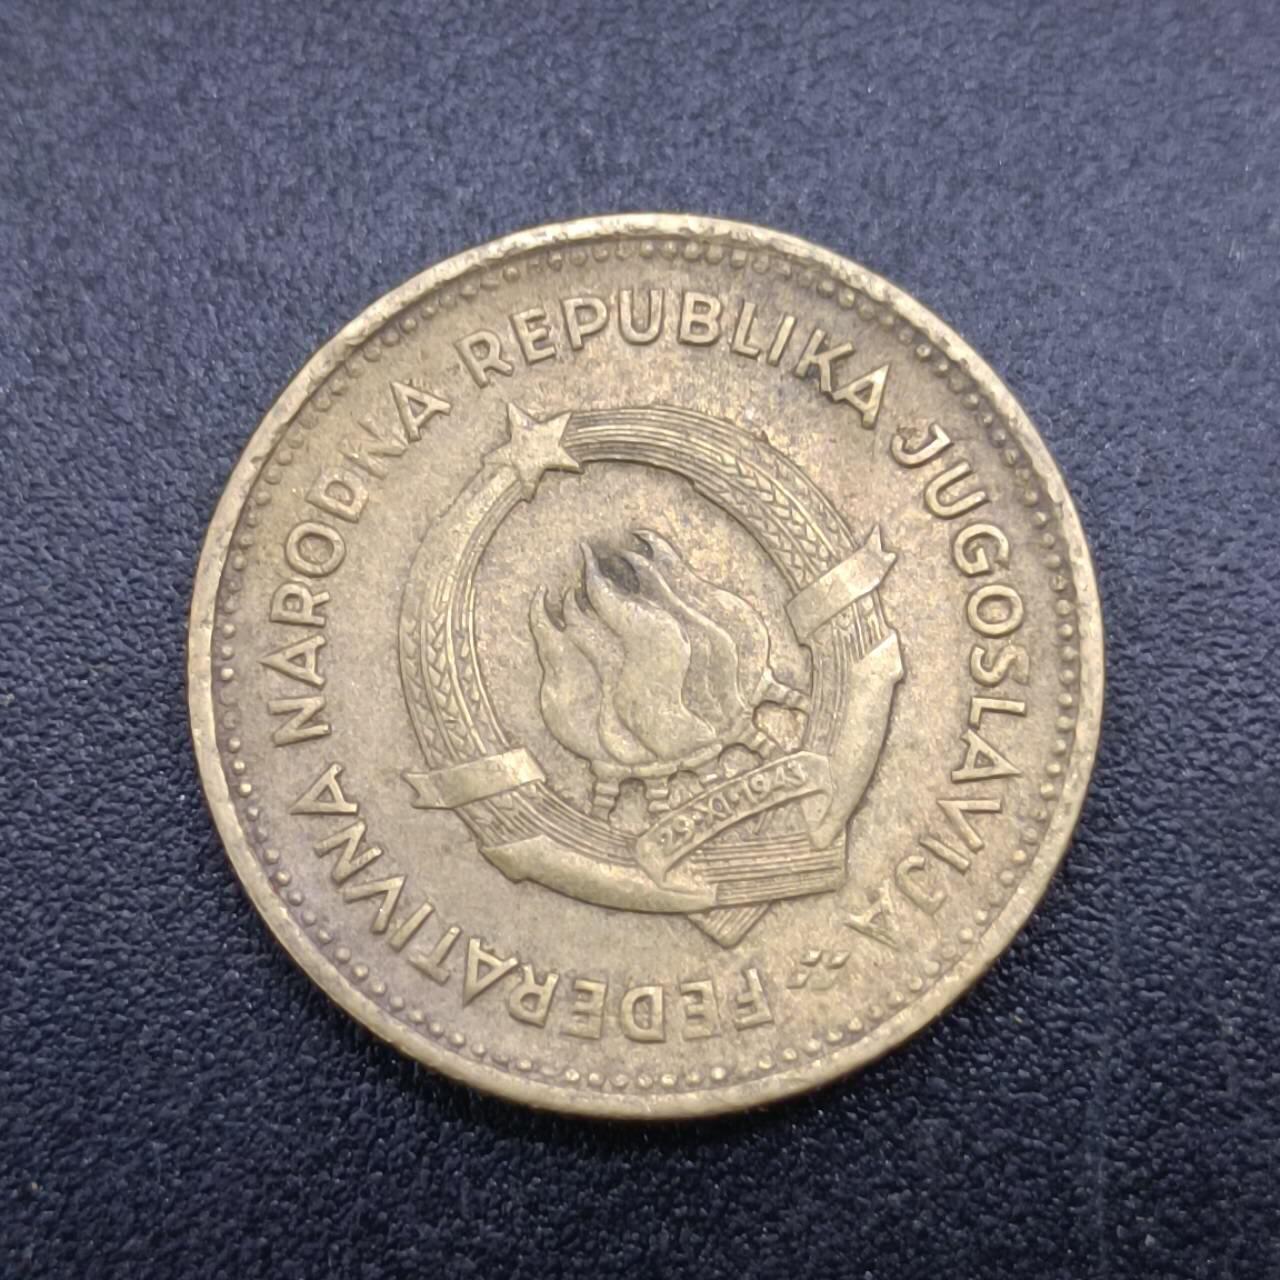 FEDERATIVNA NARODNA REPUBLIKA JUGOSLAVIJA
29·XI·1943